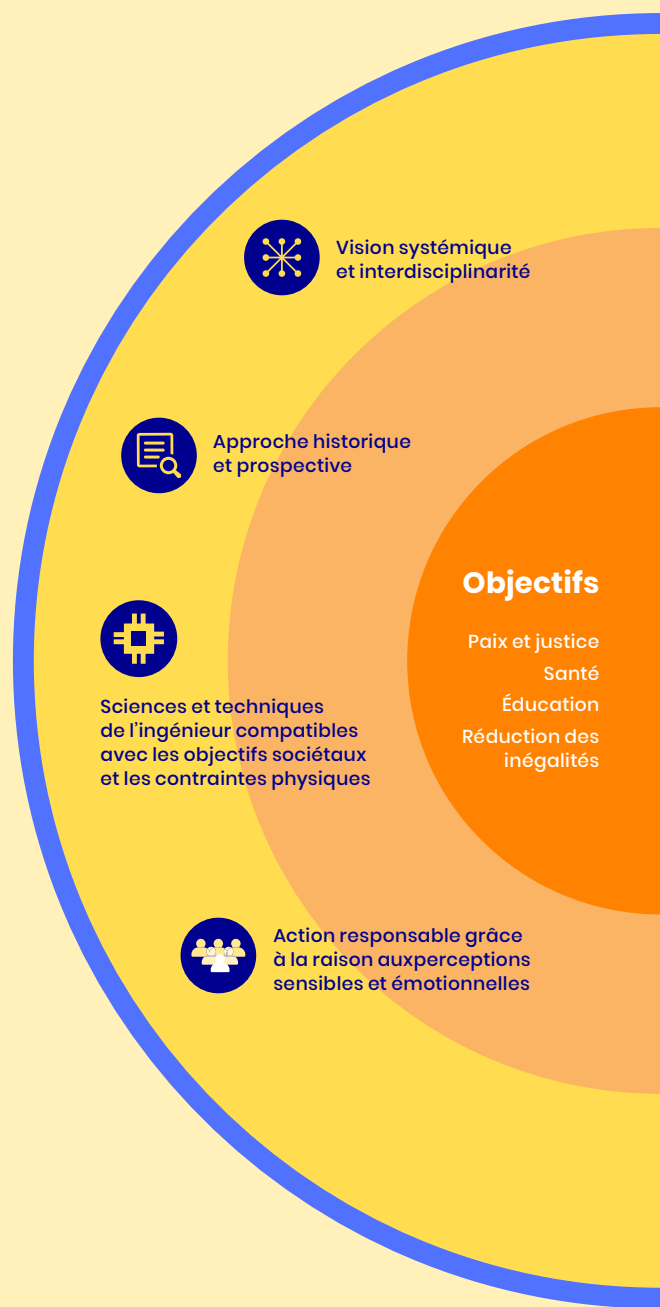 Vision systémique
et interdisciplinarité
Approche historique
et prospective
Objectifs
Paix et justice
Santé
Éducation
Réduction des
inégalités
Sciences et techniques
de l’ingénieur compatibles
avec les objectifs sociétaux
et les contraintes physiques
Action responsable grâce
à la raison auxperceptions
sensibles et émotionnelles